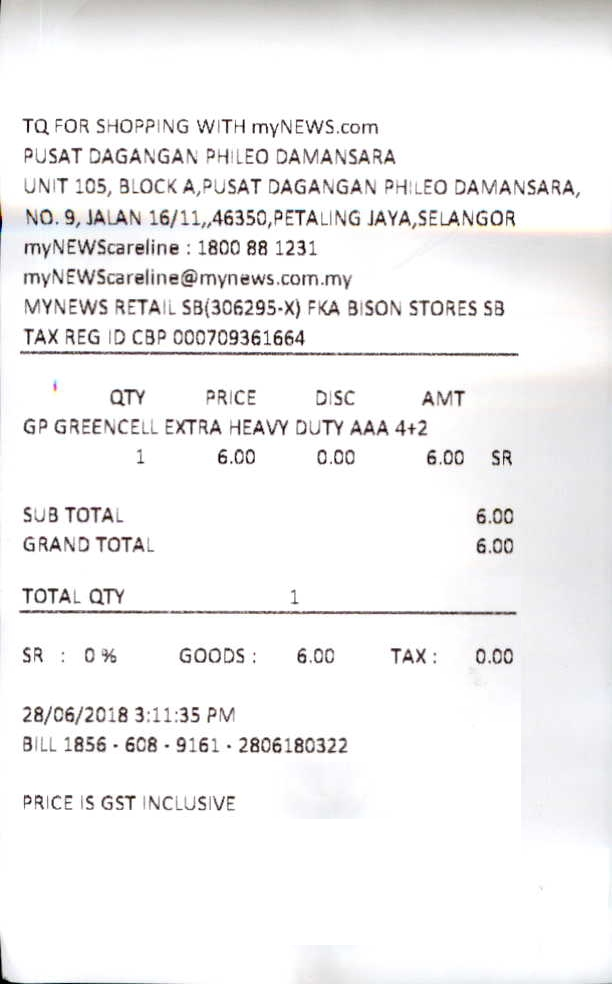 TQ FOR SHOPPING WITH myNEWS.com
PUSAT DAGANGAN PHILEO DAMANSARA
UNIT 105, BLOCK A,PUSAT DAGANGAN PHILEO DAMANSARA,
NO. 9, JALAN 16/11,,46350,PETALING JAYA,SELANGOR
myNEWScareline : 1800 88 1231
myNEWScareline@mynews.com.my
MYNEWS RETAIL SB(306295-X) FKA BISON STORES SB
TAX REG ID CBP 000709361664
QTY PRICE DISC AMT
GP GREENCELL EXTRA HEAVY DUTY AAA 4+2
1 6.00 0.00 6.00 SR
SUB TOTAL 6.00
GRAND TOTAL 6.00
TOTAL QTY 1
SR : 0 % GOODS : 6.00 TAX : 0.00
28/06/2018 3:11:35 PM
BILL 1856 - 608 - 9161 - 2806180322
PRICE IS GST INCLUSIVE